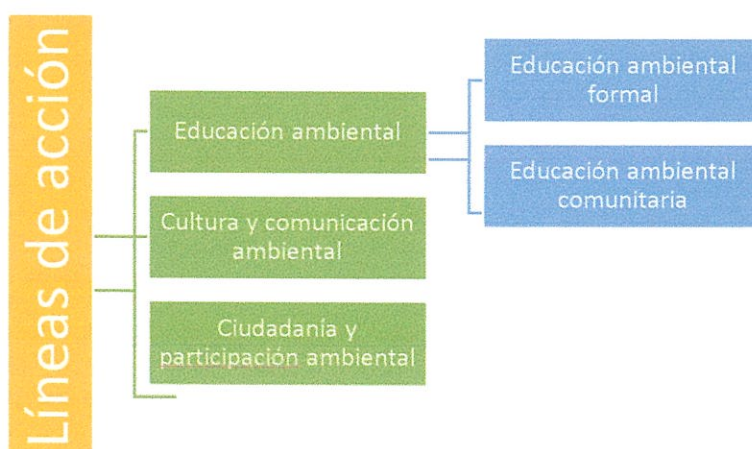 Líneas de acción
Educación ambiental
Cultura y comunicación
ambiental
Ciudadanía y
participación ambiental
Educación ambiental
formal
Educación ambiental
comunitaria